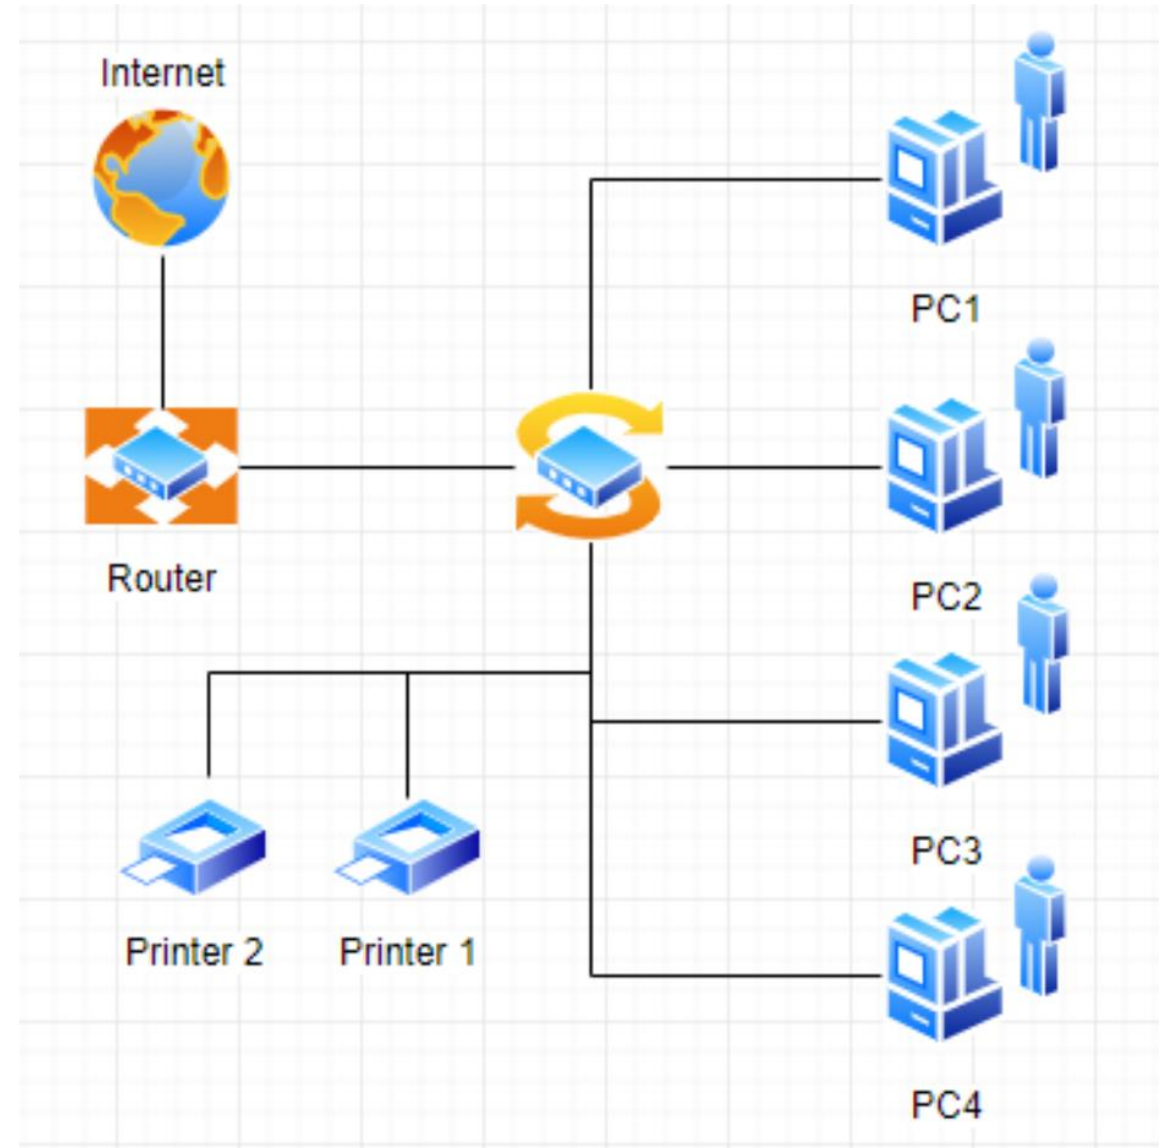 Internet
PC1
Router
PC2
PC3
Printer 2
Printer 1
PC4